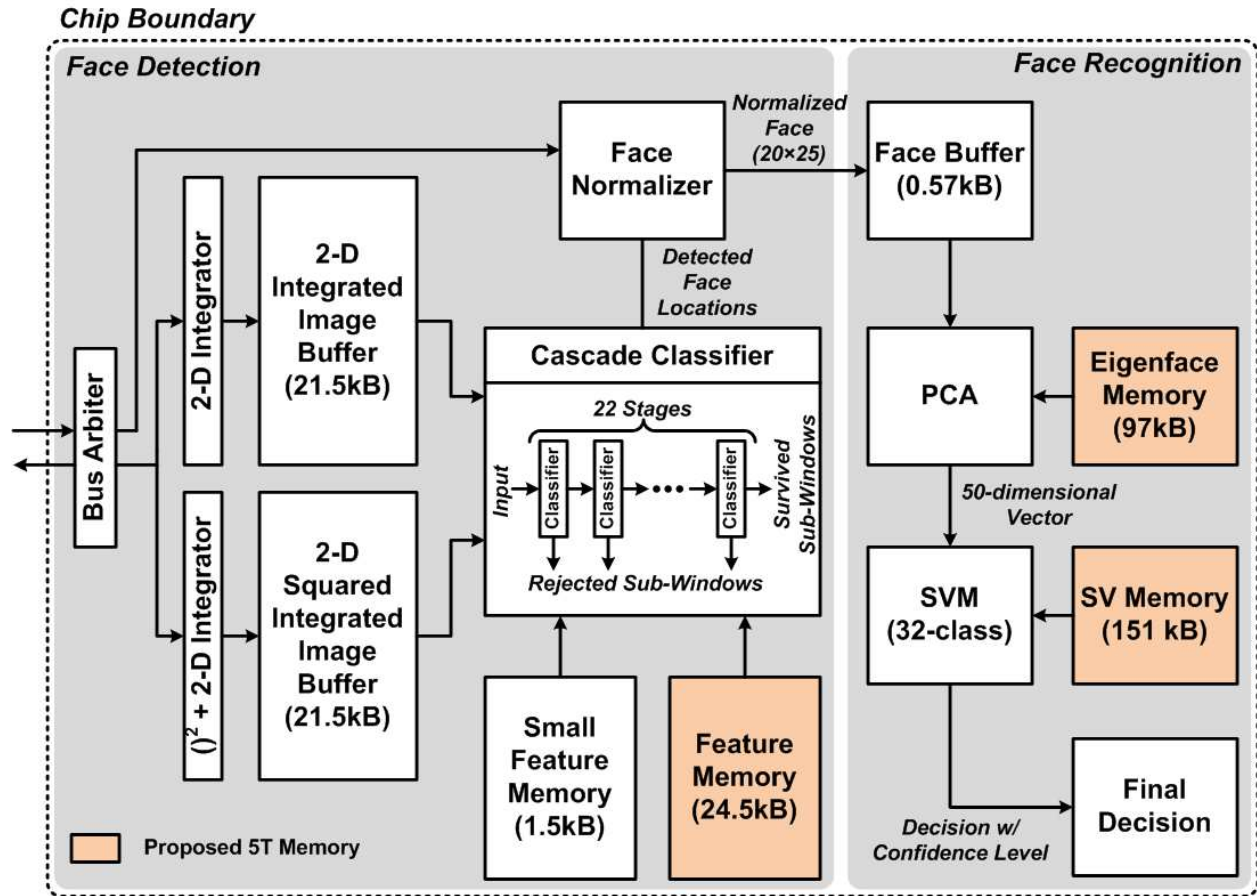 Chip Boundary
Face Detection
Face Recognition
Bus Arbiter
2-D Integrator
2-D
Integrated
Image
Buffer
(21.5kB)
()² + 2-D Integrator
2-D
Squared
Integrated
Image
Buffer
(21.5kB)
Face
Normalizer
Normalized
Face
(20×25)
Detected
Face
Locations
Cascade Classifier
22 Stages
Input
Classifier
Classifier
•••
Classifier
Survived
Sub-Windows
Rejected Sub-Windows
Small
Feature
Memory
(1.5kB)
Feature
Memory
(24.5kB)
Proposed 5T Memory
Face Buffer
(0.57kB)
PCA
Eigenface
Memory
(97kB)
50-dimensional
Vector
SVM
(32-class)
SV Memory
(151 kB)
Decision w/
Confidence Level
Final
Decision